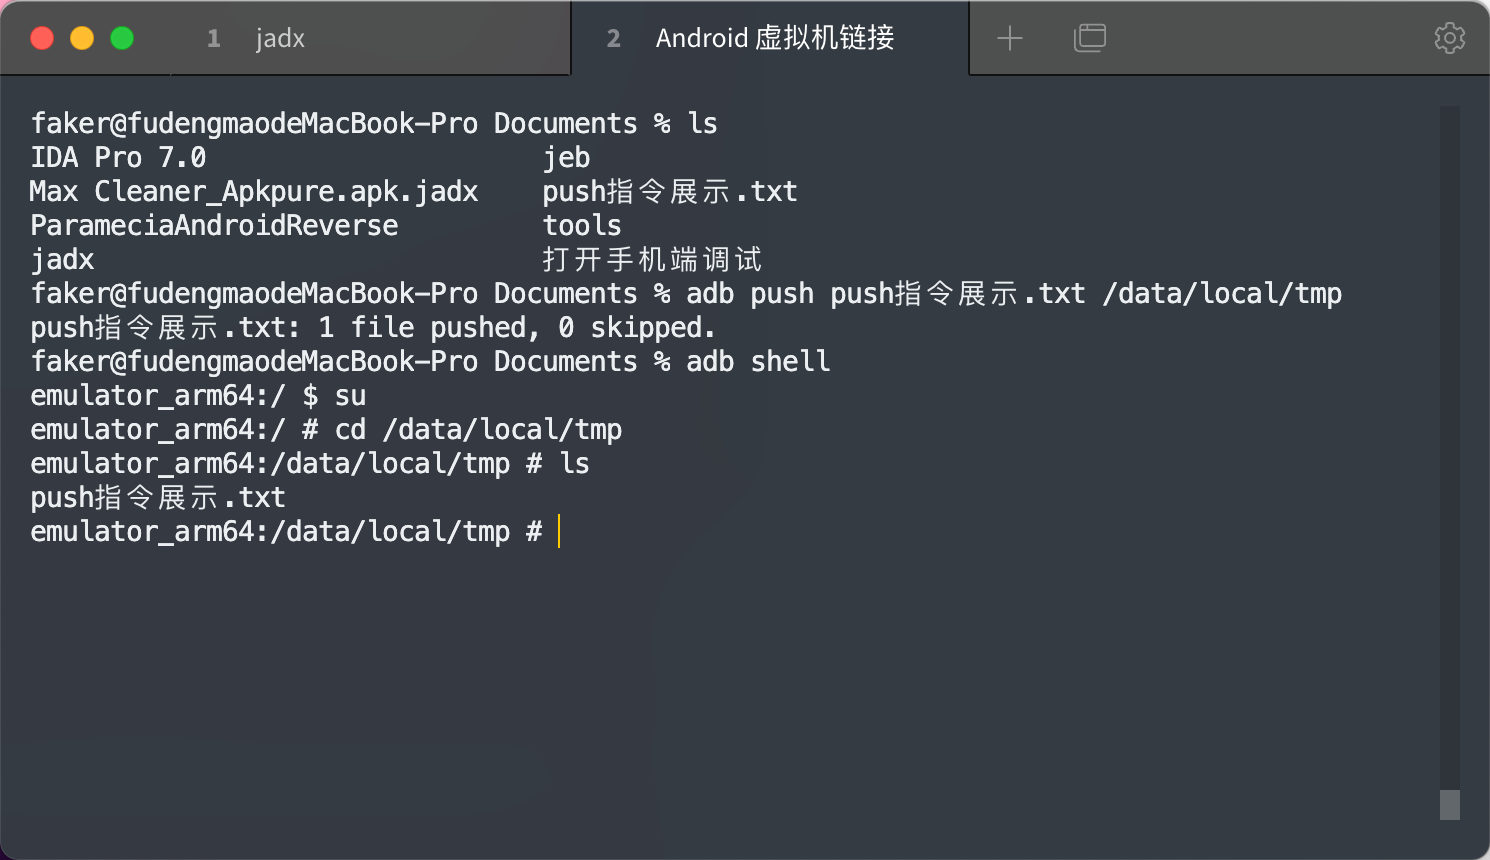 1 jadx 2 Android 虚拟机链接
faker@fudengmaodeMacBook-Pro Documents % ls
IDA Pro 7.0 jeb
Max Cleaner_Apkpure.apk.jadx push指令展示.txt
ParameciaAndroidReverse tools
jadx 打开手机端调试
faker@fudengmaodeMacBook-Pro Documents % adb push push指令展示.txt /data/local/tmp
push指令展示.txt: 1 file pushed, 0 skipped.
faker@fudengmaodeMacBook-Pro Documents % adb shell
emulator_arm64:/ $ su
emulator_arm64:/ # cd /data/local/tmp
emulator_arm64:/data/local/tmp # ls
push指令展示.txt
emulator_arm64:/data/local/tmp #